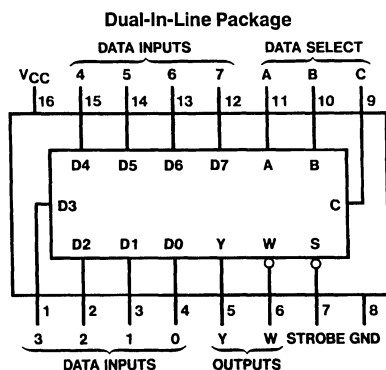 Dual-In-Line Package
DATA INPUTS DATA SELECT
VCC 4 5 6 7 A B C
16 15 14 13 12 11 10 9
D4 D5 D6 D7 A B
D3 C
D2 D1 D0 Y W S
1 2 3 4 5 6 7 8
3 2 1 0 Y W STROBE GND
DATA INPUTS OUTPUTS